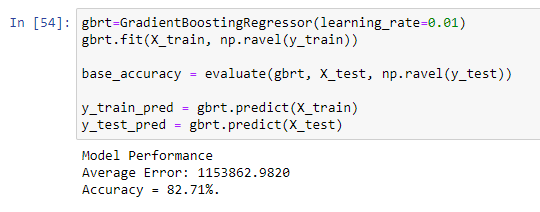 In [54]: gbrt=GradientBoostingRegressor(learning_rate=0.01)
gbrt.fit(X_train, np.ravel(y_train))
base_accuracy = evaluate(gbrt, X_test, np.ravel(y_test))
y_train_pred = gbrt.predict(X_train)
y_test_pred = gbrt.predict(X_test)
Model Performance
Average Error: 1153862.9820
Accuracy = 82.71%.